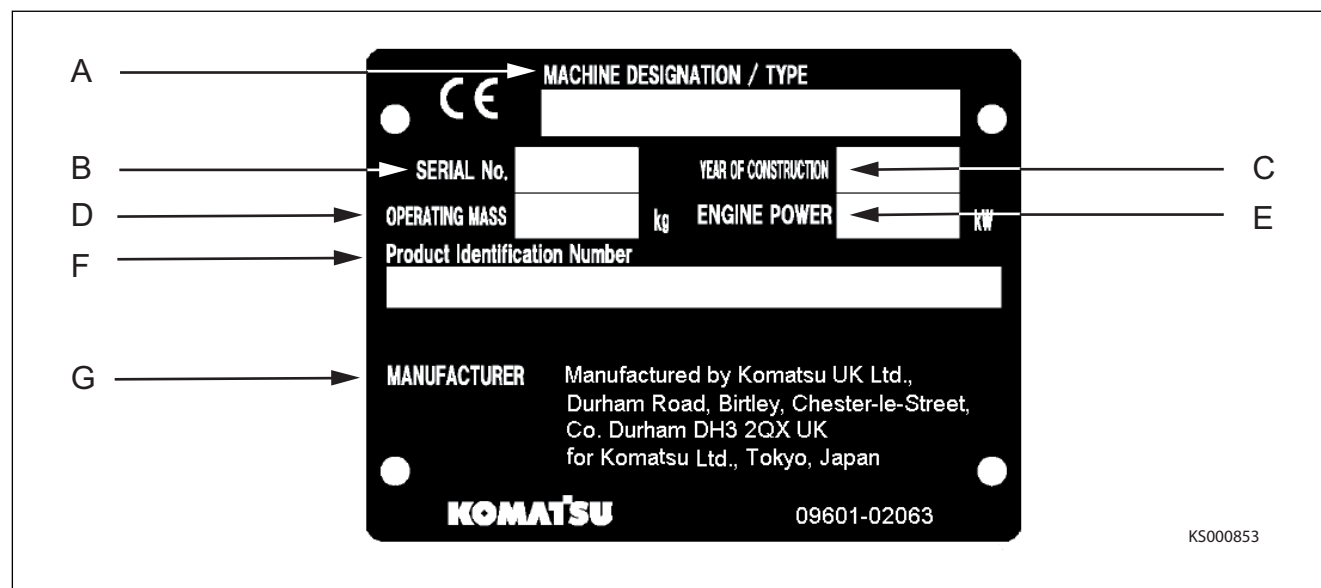 A MACHINE DESIGNATION / TYPE
CE
B SERIAL No. YEAR OF CONSTRUCTION C
D OPERATING MASS kg ENGINE POWER kW E
F Product Identification Number
G MANUFACTURER Manufactured by Komatsu UK Ltd.,
Durham Road, Birtley, Chester-le-Street,
Co. Durham DH3 2QX UK
for Komatsu Ltd., Tokyo, Japan
KOMATSU 09601-02063
KS000853